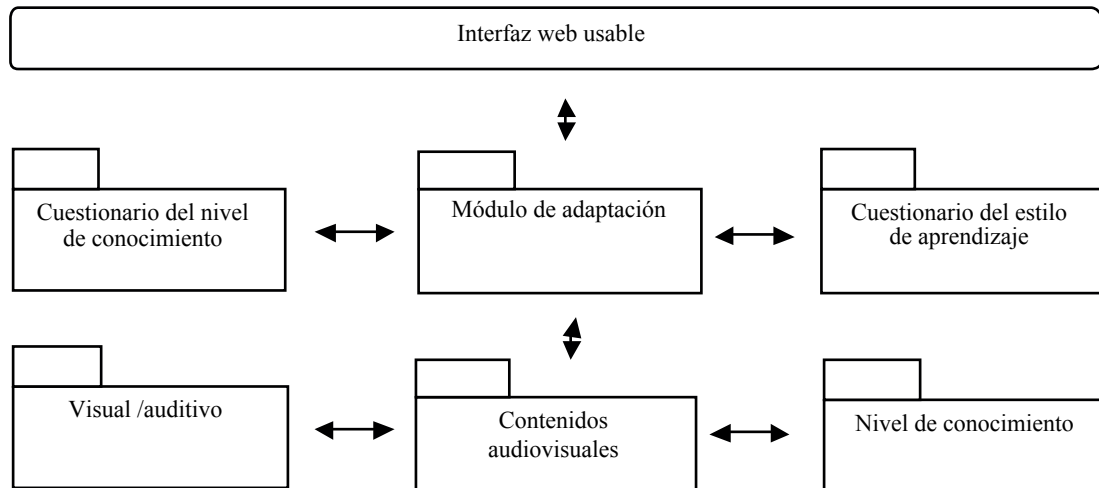 Interfaz web usable
Cuestionario del nivel
de conocimiento
Módulo de adaptación
Cuestionario del estilo
de aprendizaje
Visual /auditivo
Contenidos
audiovisuales
Nivel de conocimiento